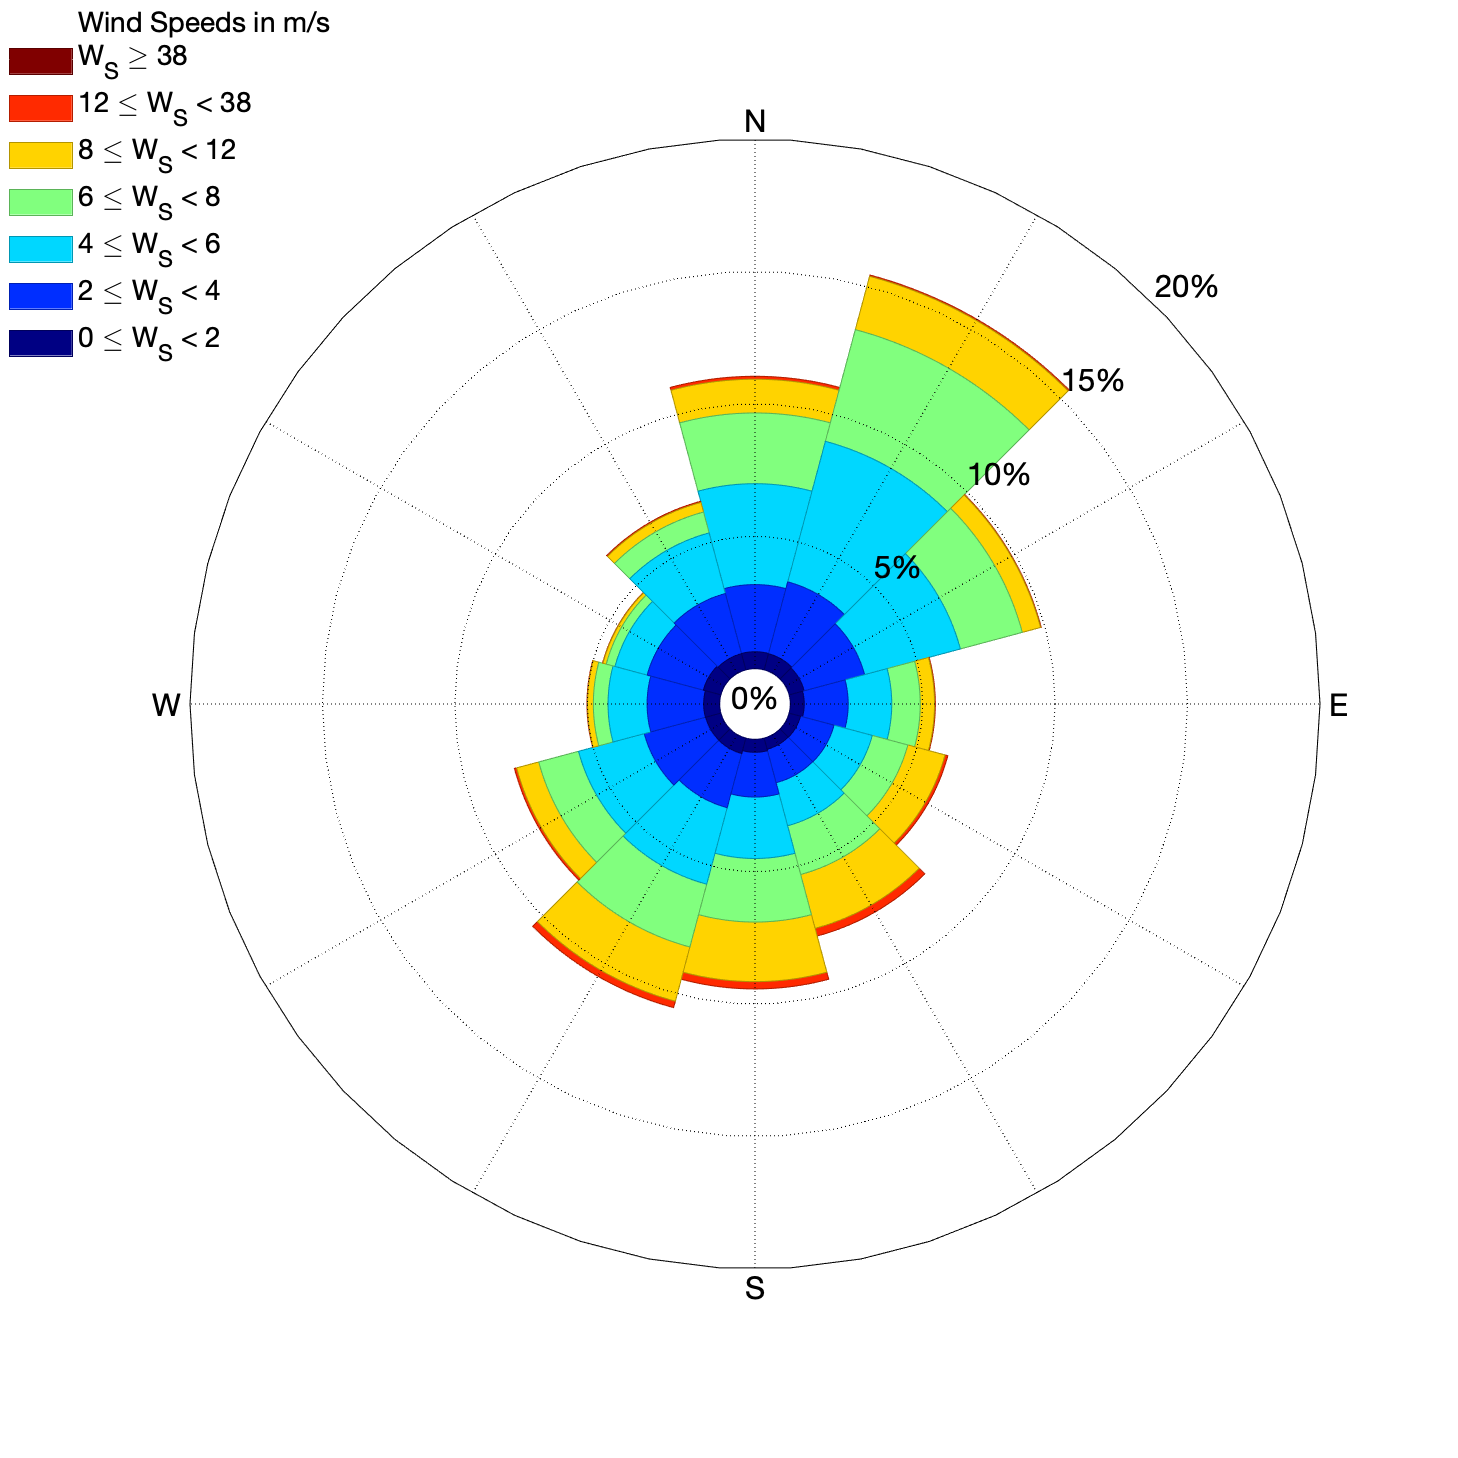 Wind Speeds in m/s
W_S ≥ 38
12 ≤ W_S < 38
8 ≤ W_S < 12
6 ≤ W_S < 8
4 ≤ W_S < 6
2 ≤ W_S < 4
0 ≤ W_S < 2
N
20%
15%
10%
5%
0%
W
E
S